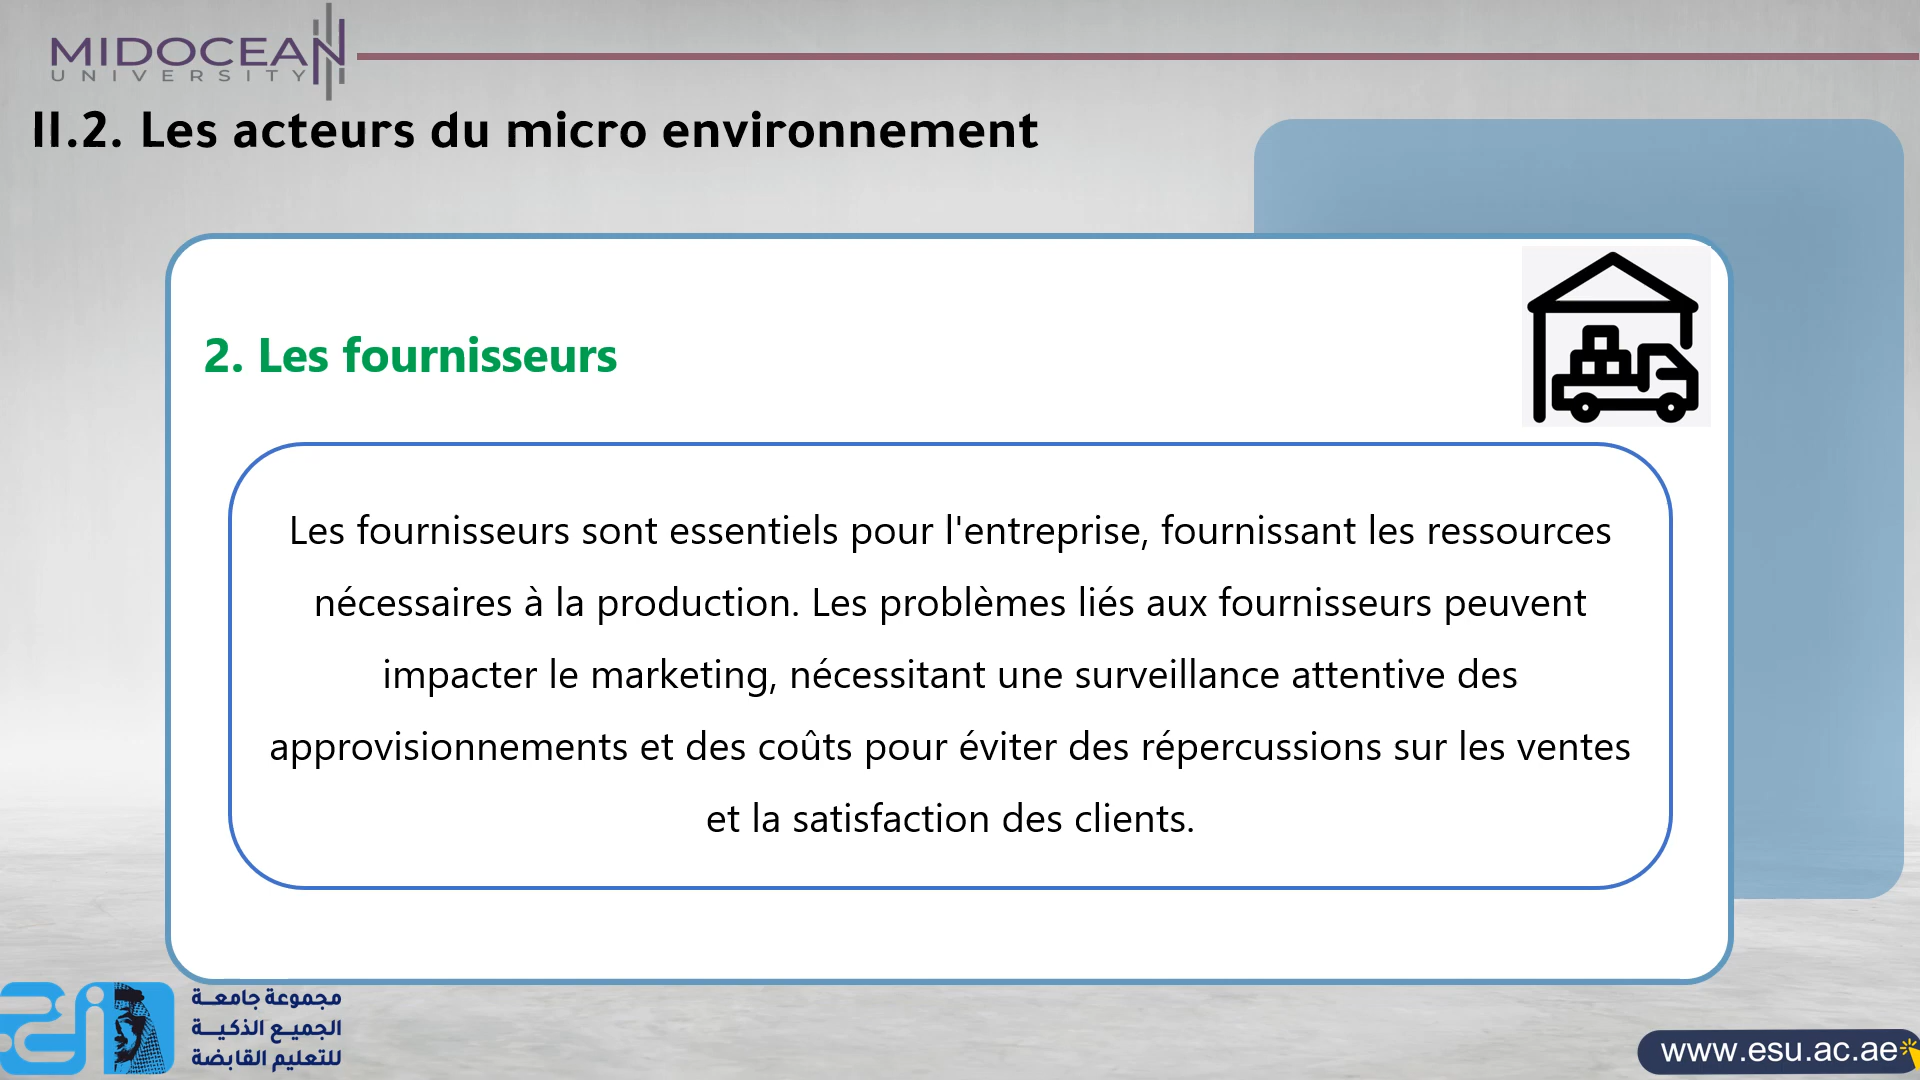 MIDOCEAN
UNIVERSITY
II.2. Les acteurs du micro environnement
2. Les fournisseurs
Les fournisseurs sont essentiels pour l'entreprise, fournissant les ressources
nécessaires à la production. Les problèmes liés aux fournisseurs peuvent
impacter le marketing, nécessitant une surveillance attentive des
approvisionnements et des coûts pour éviter des répercussions sur les ventes
et la satisfaction des clients.
مجموعة جامعـة
الجميـع الذكيـة
للتعليم القابضة
www.esu.ac.ae